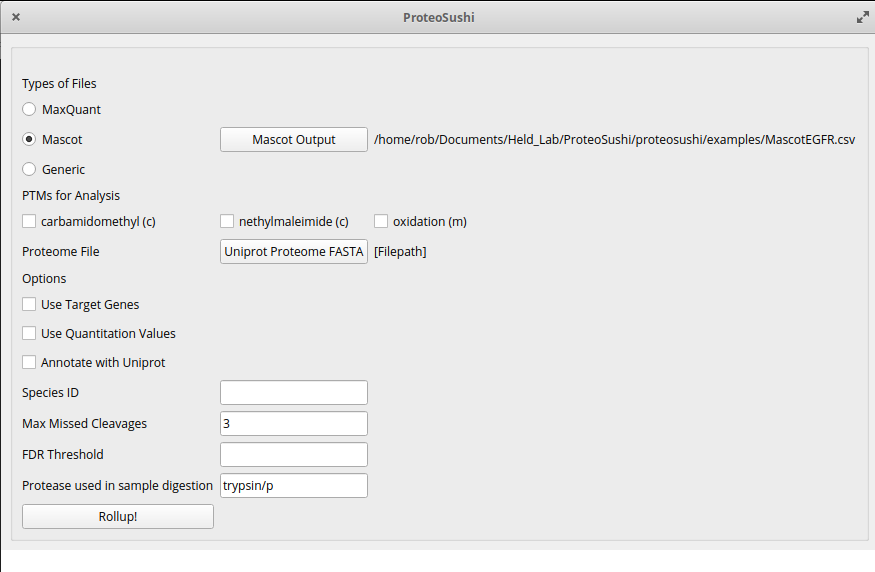 ProteoSushi
Types of Files
MaxQuant
Mascot Mascot Output /home/rob/Documents/Held_Lab/ProteoSushi/proteosushi/examples/MascotEGFR.csv
Generic
PTMs for Analysis
carbamidomethyl (c) nethylmaleimide (c) oxidation (m)
Proteome File Uniprot Proteome FASTA [Filepath]
Options
Use Target Genes
Use Quantitation Values
Annotate with Uniprot
Species ID
Max Missed Cleavages 3
FDR Threshold
Protease used in sample digestion trypsin/p
Rollup!